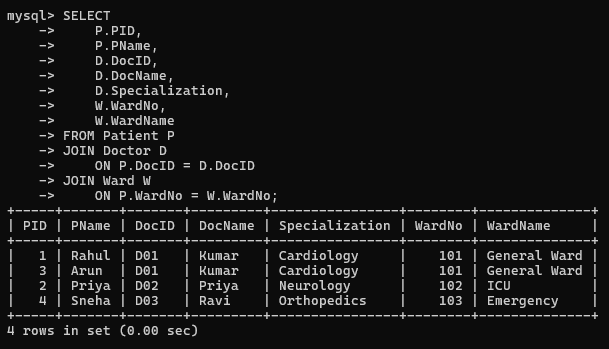 mysql> SELECT
    ->     P.PID,
    ->     P.PName,
    ->     D.DocID,
    ->     D.DocName,
    ->     D.Specialization,
    ->     W.WardNo,
    ->     W.WardName
    -> FROM Patient P
    -> JOIN Doctor D
    ->     ON P.DocID = D.DocID
    -> JOIN Ward W
    ->     ON P.WardNo = W.WardNo;
+-----+-------+-------+---------+----------------+--------+--------------+
| PID | PName | DocID | DocName | Specialization | WardNo | WardName     |
+-----+-------+-------+---------+----------------+--------+--------------+
|   1 | Rahul | D01   | Kumar   | Cardiology     |    101 | General Ward |
|   3 | Arun  | D01   | Kumar   | Cardiology     |    101 | General Ward |
|   2 | Priya | D02   | Priya   | Neurology      |    102 | ICU          |
|   4 | Sneha | D03   | Ravi    | Orthopedics    |    103 | Emergency    |
+-----+-------+-------+---------+----------------+--------+--------------+
4 rows in set (0.00 sec)